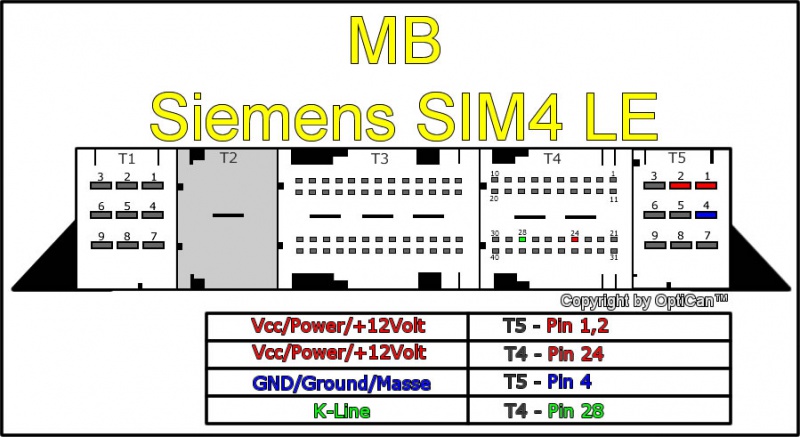 MB
Siemens SIM4 LE
T1 T2 T3 T4 T5
3 2 1 10 1 3 2 1
20 11
6 5 4 6 5 4
30 28 24 21
9 8 7 40 31 9 8 7
Copyright by OptiCan™
Vcc/Power/+12Volt T5 - Pin 1,2
Vcc/Power/+12Volt T4 - Pin 24
GND/Ground/Masse T5 - Pin 4
K-Line T4 - Pin 28